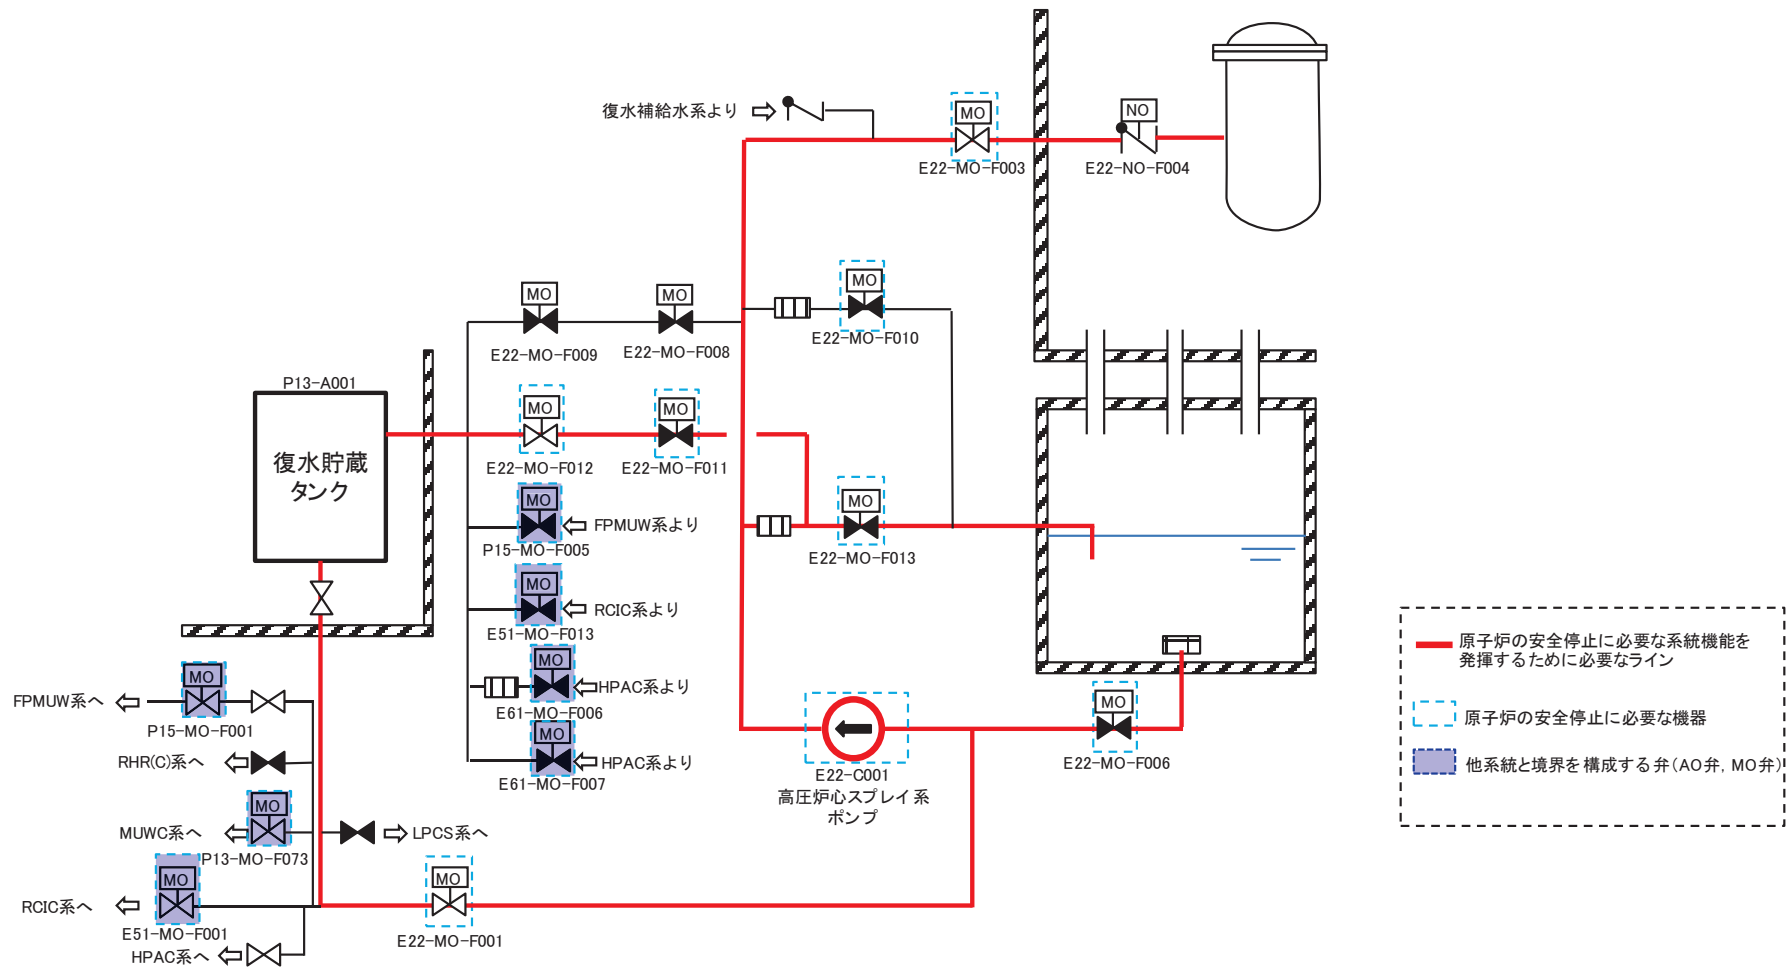 復水補給水系より
MO
E22-MO-F003
NO
E22-NO-F004
MO
E22-MO-F009
MO
E22-MO-F008
MO
E22-MO-F010
P13-A001
復水貯蔵
タンク
MO
E22-MO-F012
MO
E22-MO-F011
MO
P15-MO-F005
FPMUW系より
MO
E22-MO-F013
MO
E51-MO-F013
RCIC系より
MO
E61-MO-F006
HPAC系より
MO
E61-MO-F007
HPAC系より
FPMUW系へ
MO
P15-MO-F001
RHR(C)系へ
MUWC系へ
MO
P13-MO-F073
LPCS系へ
RCIC系へ
MO
E51-MO-F001
HPAC系へ
MO
E22-MO-F001
E22-C001
高圧炉心スプレイ系
ポンプ
MO
E22-MO-F006
原子炉の安全停止に必要な系統機能を
発揮するために必要なライン
原子炉の安全停止に必要な機器
他系統と境界を構成する弁(AO弁, MO弁)